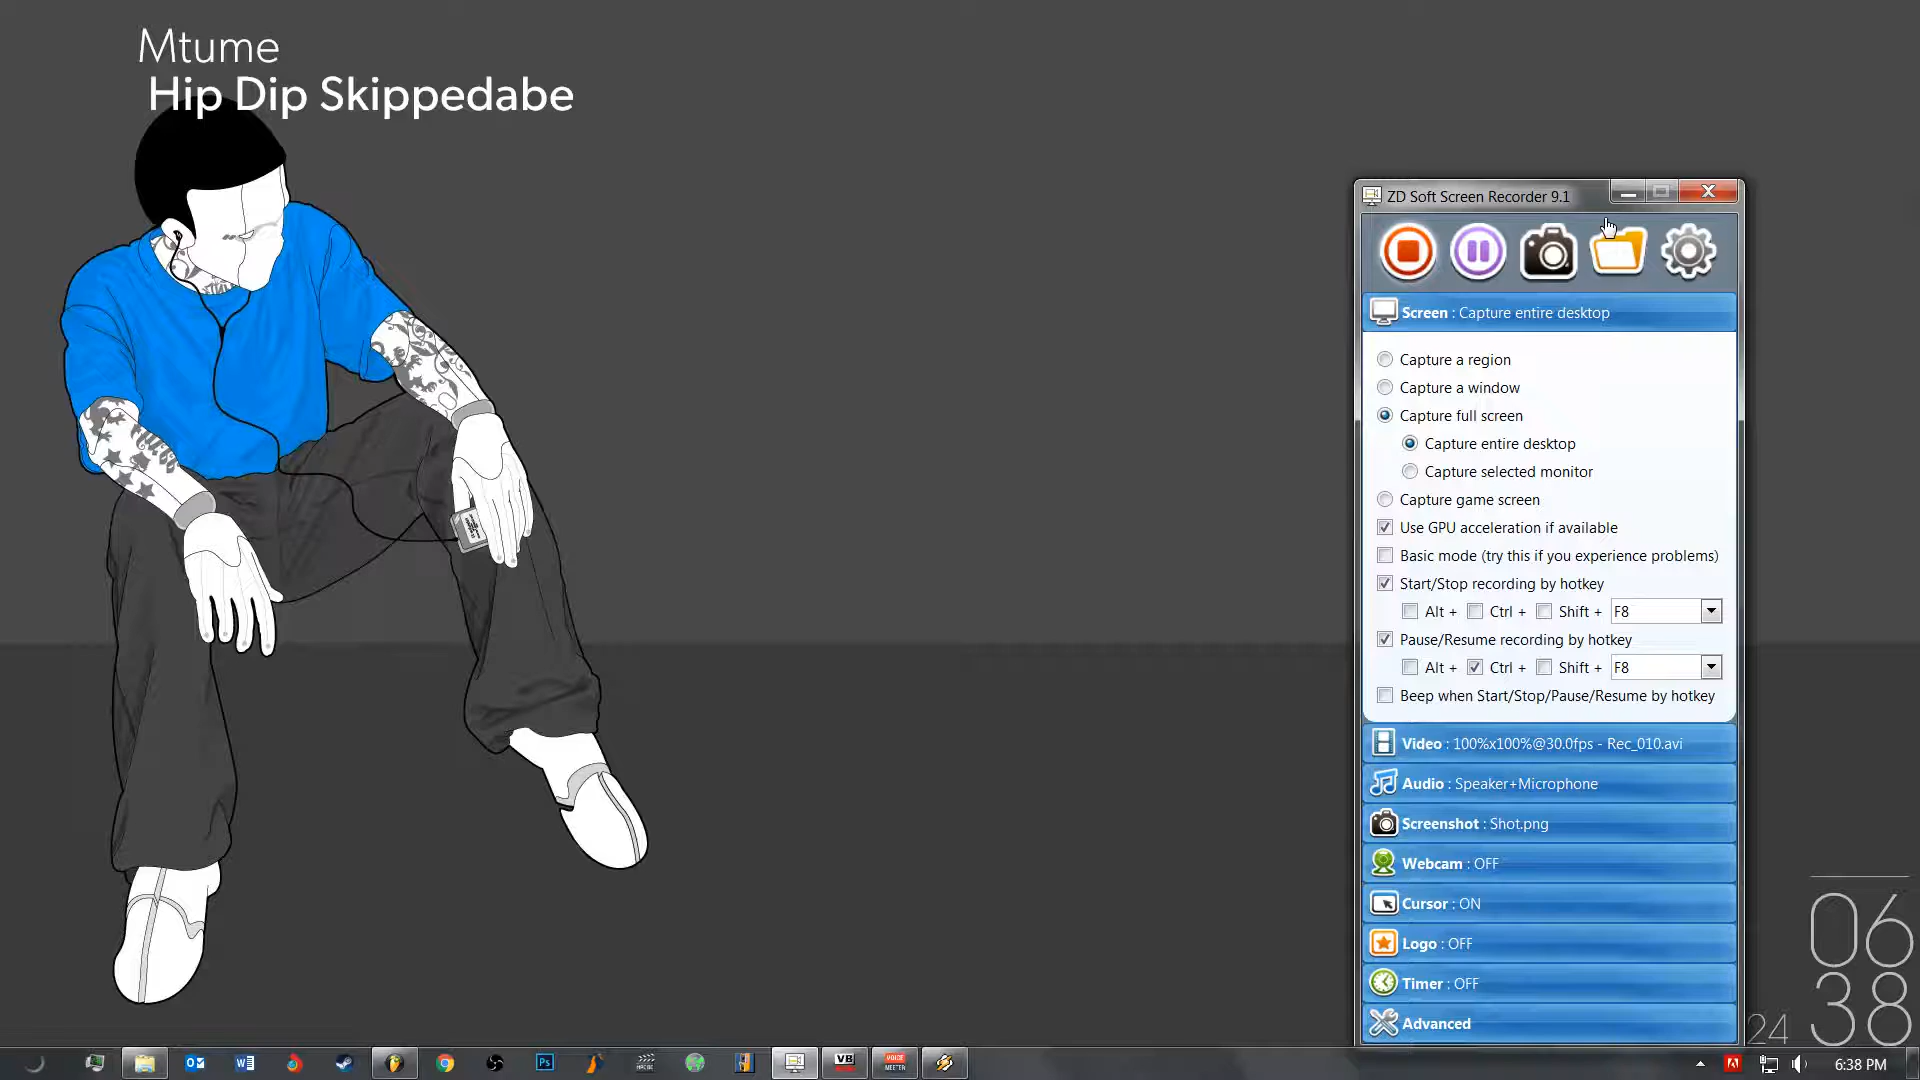 Mtume
Hip Dip Skippedabe
ZD Soft Screen Recorder 9.1
Screen : Capture entire desktop
Capture a region
Capture a window
Capture full screen
Capture entire desktop
Capture selected monitor
Capture game screen
Use GPU acceleration if available
Basic mode (try this if you experience problems)
Start/Stop recording by hotkey
Alt + Ctrl + Shift + F8
Pause/Resume recording by hotkey
Alt + Ctrl + Shift + F8
Beep when Start/Stop/Pause/Resume by hotkey
Video : 100%x100%@30.0fps - Rec_010.avi
Audio : Speaker+Microphone
Screenshot : Shot.png
Webcam : OFF
Cursor : ON
Logo : OFF
Timer : OFF
Advanced
06
24 38
Ps
VB
VOICE
MEETER
6:38 PM